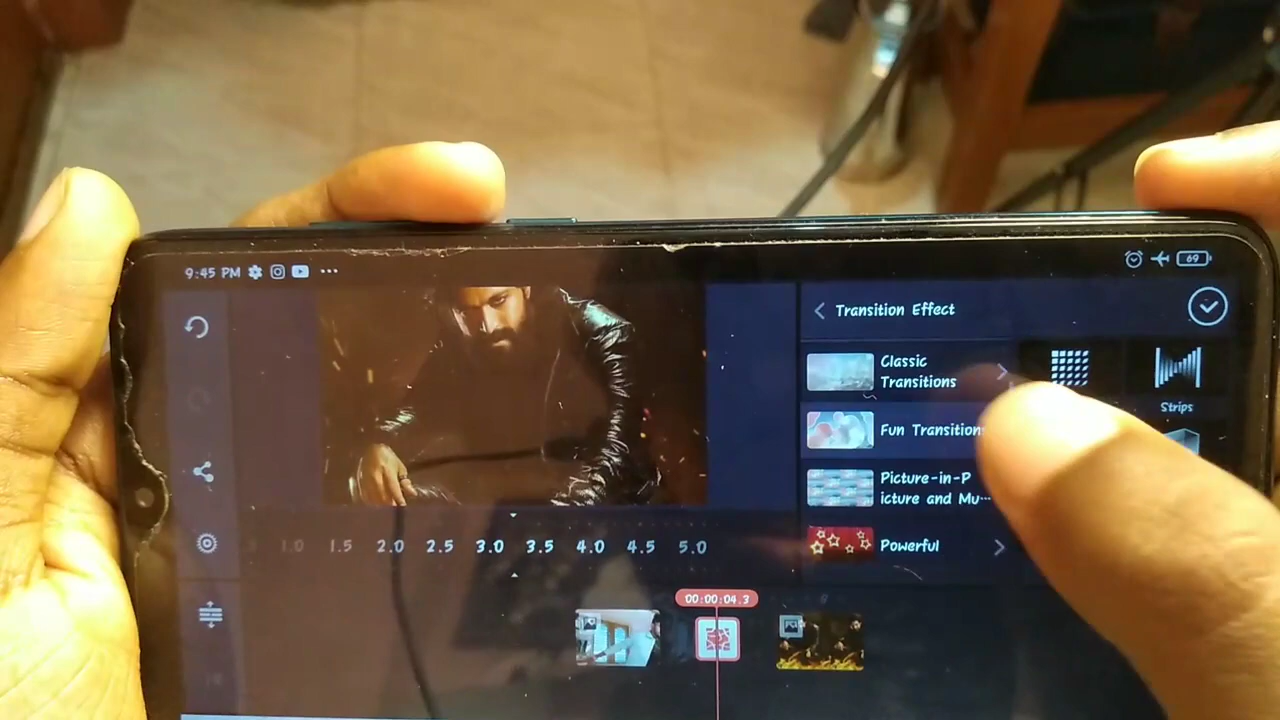 9:45 PM
69
Transition Effect
Classic
Transitions
Strips
Fun Transition
Picture-in-P
icture and Mu...
Powerful
1.0 1.5 2.0 2.5 3.0 3.5 4.0 4.5 5.0
00:00:04.3